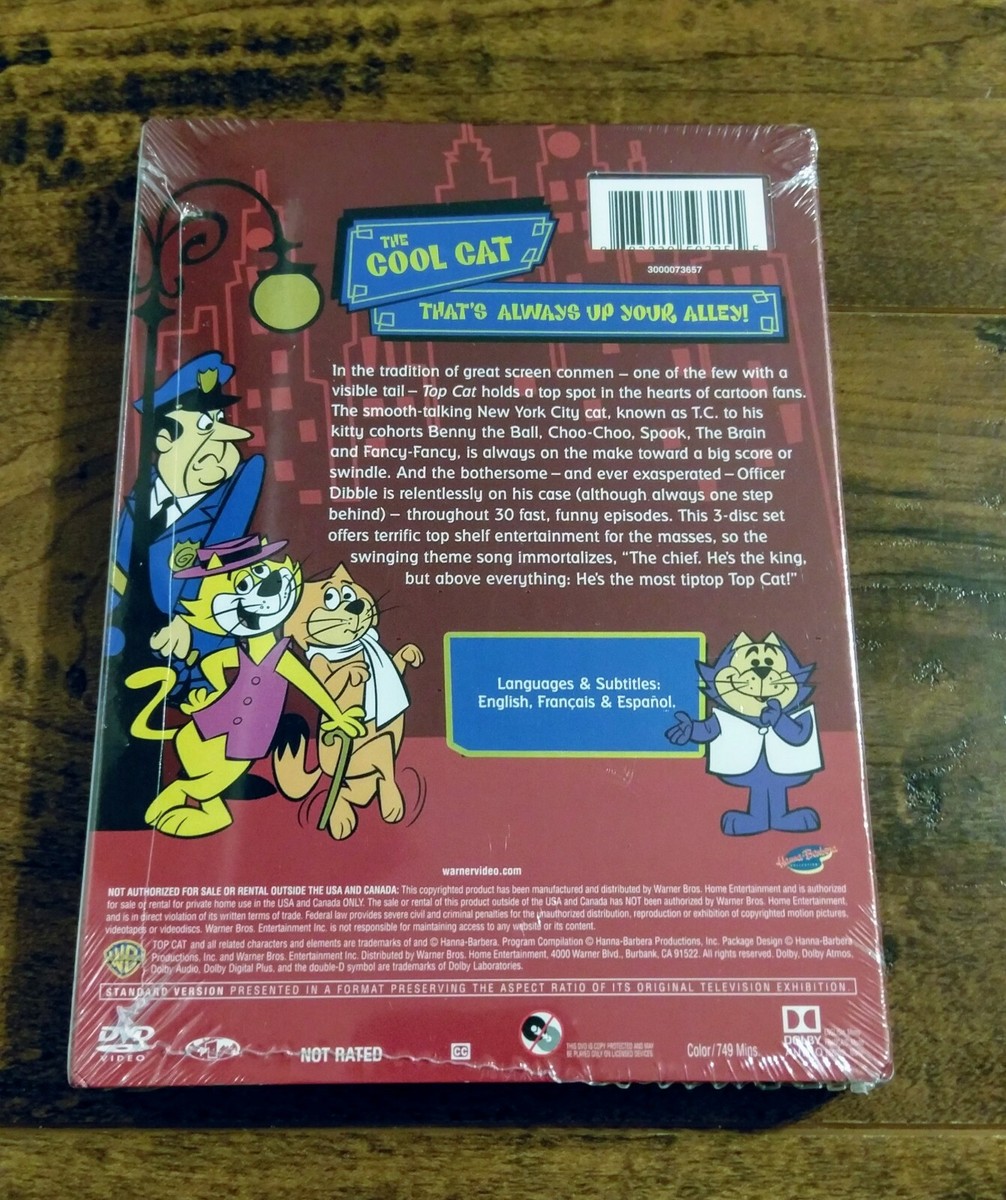 THE
COOL CAT
THAT'S ALWAYS UP YOUR ALLEY!
3000073657
In the tradition of great screen conmen – one of the few with a
visible tail – Top Cat holds a top spot in the hearts of cartoon fans.
The smooth-talking New York City cat, known as T.C. to his
kitty cohorts Benny the Ball, Choo-Choo, Spook, The Brain
and Fancy-Fancy, is always on the make toward a big score or
swindle. And the bothersome – and ever exasperated – Officer
Dibble is relentlessly on his case (although always one step
behind) – throughout 30 fast, funny episodes. This 3-disc set
offers terrific top shelf entertainment for the masses, so the
swinging theme song immortalizes, “The chief. He's the king,
but above everything: He's the most tiptop Top Cat!”
Languages & Subtitles:
English, Français & Español.
Hanna-Barbera
warnervideo.com
NOT AUTHORIZED FOR SALE OR RENTAL OUTSIDE THE USA AND CANADA: This copyrighted product has been manufactured and distributed by Warner Bros. Home Entertainment and is authorized
for sale or rental for private home use in the USA and Canada ONLY. The sale or rental of this product outside of the USA and Canada has NOT been authorized by Warner Bros. Home Entertainment,
and is in direct violation of its written terms of trade. Federal law provides severe civil and criminal penalties for the unauthorized distribution, reproduction or exhibition of copyrighted motion pictures,
videotapes or videodiscs. Warner Bros. Entertainment Inc. is not responsible for maintaining access to any website or its content.
TOP CAT and all related characters and elements are trademarks of and © Hanna-Barbera. Program Compilation © Hanna-Barbera Productions, Inc. Package Design © Hanna-Barbera
Productions, Inc. and Warner Bros. Entertainment Inc. Distributed by Warner Bros. Home Entertainment, 4000 Warner Blvd., Burbank, CA 91522. All rights reserved. Dolby, Dolby Atmos,
Dolby Audio, Dolby Digital Plus, and the double-D symbol are trademarks of Dolby Laboratories.
STANDARD VERSION PRESENTED IN A FORMAT PRESERVING THE ASPECT RATIO OF ITS ORIGINAL TELEVISION EXHIBITION.
DVD
VIDEO
1
NOT RATED
CC
THIS DVD IS COPY PROTECTED AND MAY
BE PLAYED ONLY ON LICENSED DEVICES
Color/749 Mins.
DOLBY